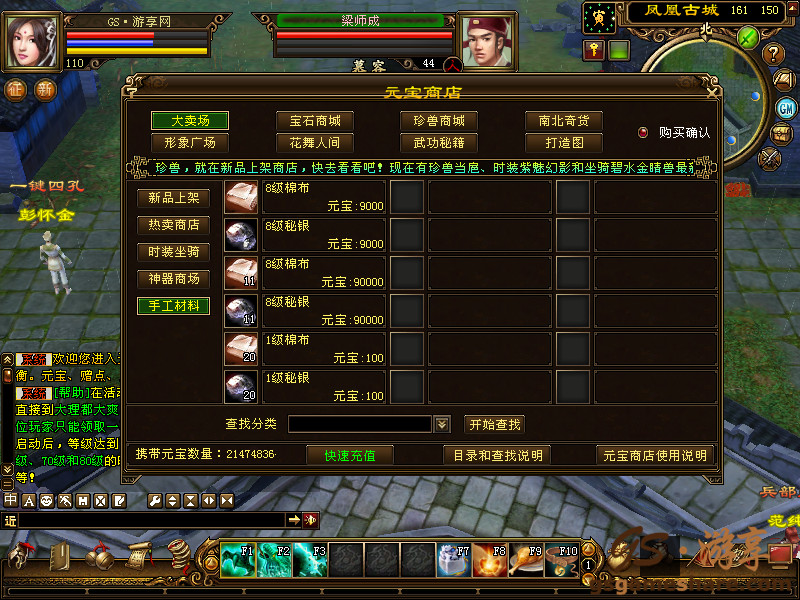 GS·游享网
梁师成
凤凰古城 161 150
北
110
慕容 44
征 新
GM
元宝商店
大卖场 宝石商城 珍兽商城 南北奇货
购买确认
形象广场 花舞人间 武功秘籍 打造图
珍兽，就在新品上架商店，快去看看吧！现在有珍兽当扈、时装紫魅幻影和坐骑碧水金睛兽最新
一键四孔
彭怀金
新品上架
热卖商店
时装坐骑
神器商场
手工材料
8级棉布
元宝:9000
8级秘银
元宝:9000
8级棉布
11 元宝:90000
8级秘银
11 元宝:90000
1级棉布
20 元宝:100
1级秘银
20 元宝:100
查找分类 开始查找
携带元宝数量：21474836
快速充值 目录和查找说明 元宝商店使用说明
欢迎您进入
衡。元宝、赠点、
[帮助]在活动
直接到大理都大爽
位玩家只能领取一
启动后，等级达到
级、70级和80级的
等！
中 A
近
兵部
范纯
F1 F2 F3 F7 F8 F9 F10
1
GS·游享